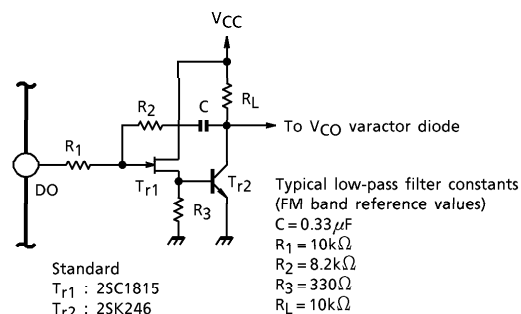 VCC
R2
C
RL
To VCO varactor diode
R1
DO
Tr1
Tr2
R3
Typical low-pass filter constants
(FM band reference values)
C=0.33μF
R1=10kΩ
R2=8.2kΩ
R3=330Ω
RL=10kΩ
Standard
Tr1 : 2SC1815
Tr2 : 2SK246